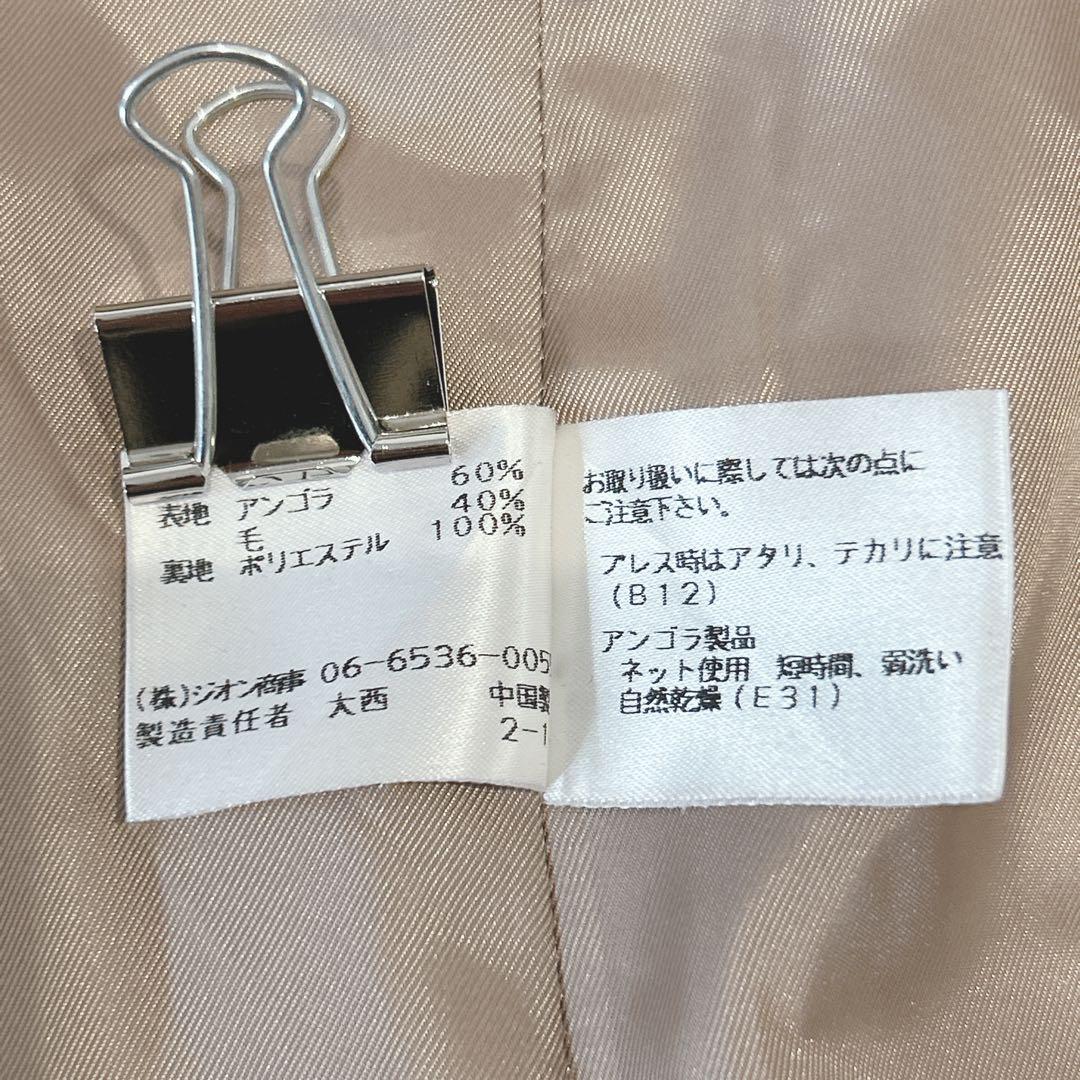 表地 アンゴラ 60%
毛 40%
裏地 ポリエステル 100%
(株)ジオン商事 06-6536-005
製造責任者 大西 中国製
2-1
お取り扱いに際しては次の点に
ご注意下さい。
プレス時はアタリ、テカリに注意
(B12)
アンゴラ製品
ネット使用 短時間、弱洗い
自然乾燥(E31)